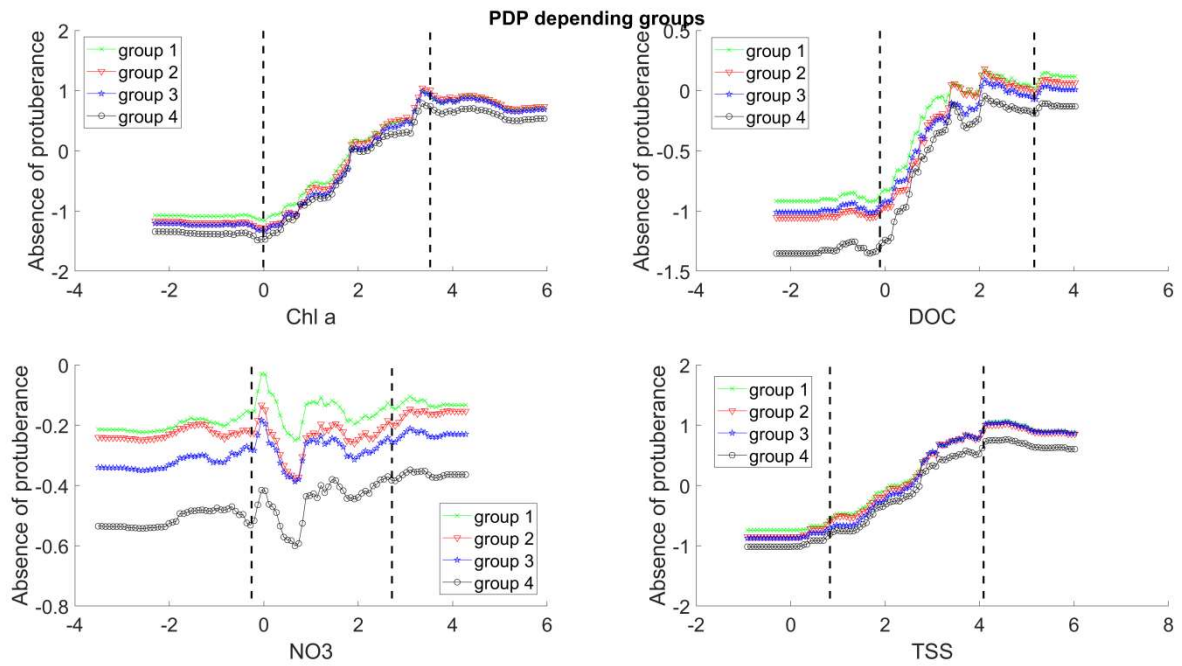 PDP depending groups
Absence of protuberance
2
1
0
-1
-2
group 1
group 2
group 3
group 4
-4
-2
0
2
4
6
Chl a
Absence of protuberance
0.5
0
-0.5
-1
-1.5
group 1
group 2
group 3
group 4
-4
-2
0
2
4
6
DOC
Absence of protuberance
0
-0.2
-0.4
-0.6
-0.8
group 1
group 2
group 3
group 4
-4
-2
0
2
4
6
NO3
Absence of protuberance
2
1
0
-1
-2
group 1
group 2
group 3
group 4
-2
0
2
4
6
8
TSS